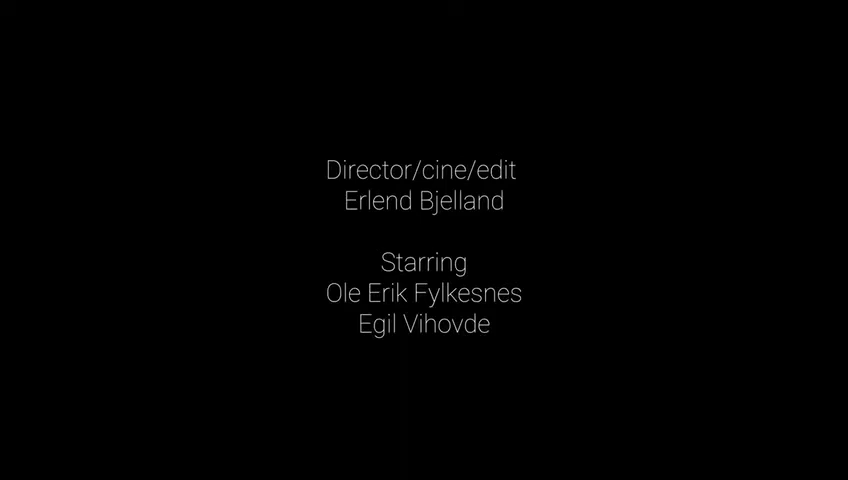 Director/cine/edit
Erlend Bjelland
Starring
Ole Erik Fylkesnes
Egil Vihovde